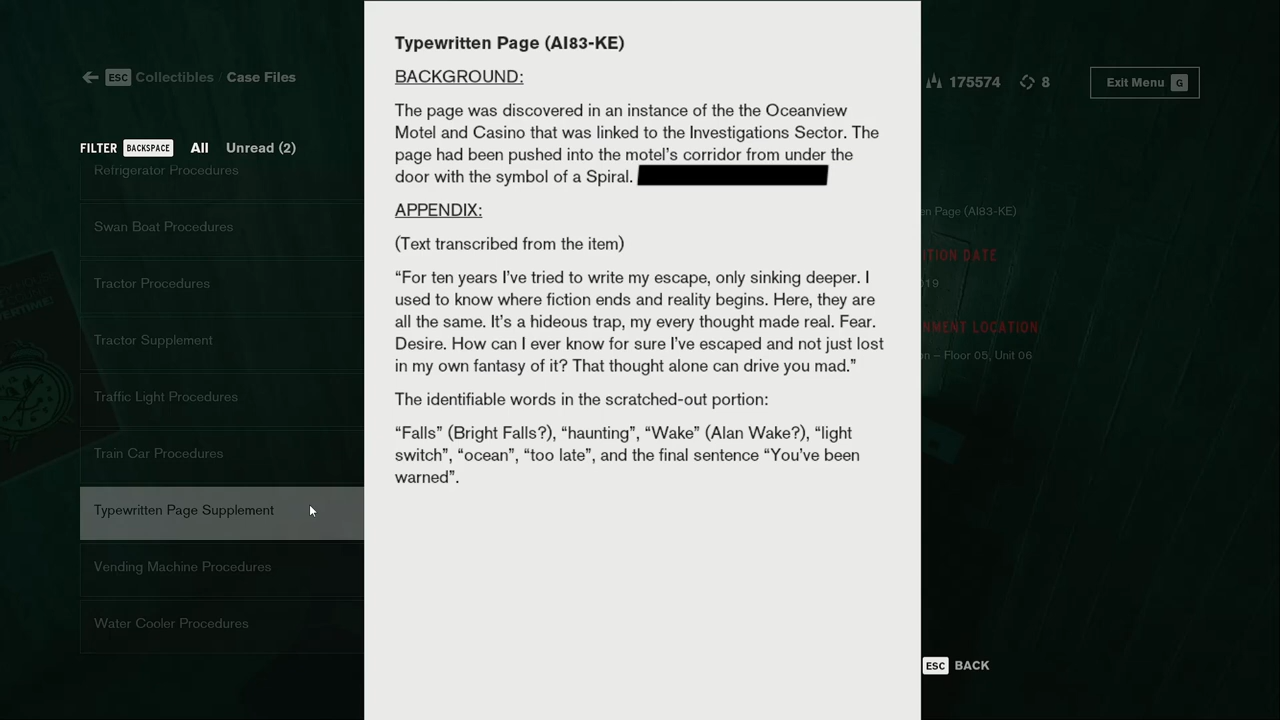 Typewritten Page (AI83-KE)
BACKGROUND:
The page was discovered in an instance of the the Oceanview
Motel and Casino that was linked to the Investigations Sector. The
page had been pushed into the motel's corridor from under the
door with the symbol of a Spiral.
APPENDIX:
(Text transcribed from the item)
“For ten years I've tried to write my escape, only sinking deeper. I
used to know where fiction ends and reality begins. Here, they are
all the same. It's a hideous trap, my every thought made real. Fear.
Desire. How can I ever know for sure I've escaped and not just lost
in my own fantasy of it? That thought alone can drive you mad.”
The identifiable words in the scratched-out portion:
“Falls” (Bright Falls?), “haunting”, “Wake” (Alan Wake?), “light
switch”, “ocean”, “too late”, and the final sentence “You've been
warned”.
ESC Collectibles / Case Files
175574 8 Exit Menu G
FILTER BACKSPACE All Unread (2)
Refrigerator Procedures
Swan Boat Procedures
Tractor Procedures
Tractor Supplement
Traffic Light Procedures
Train Car Procedures
Typewritten Page Supplement
Vending Machine Procedures
Water Cooler Procedures
Page (AI83-KE)
DATE
LOCATION
– Floor 05, Unit 06
ESC BACK